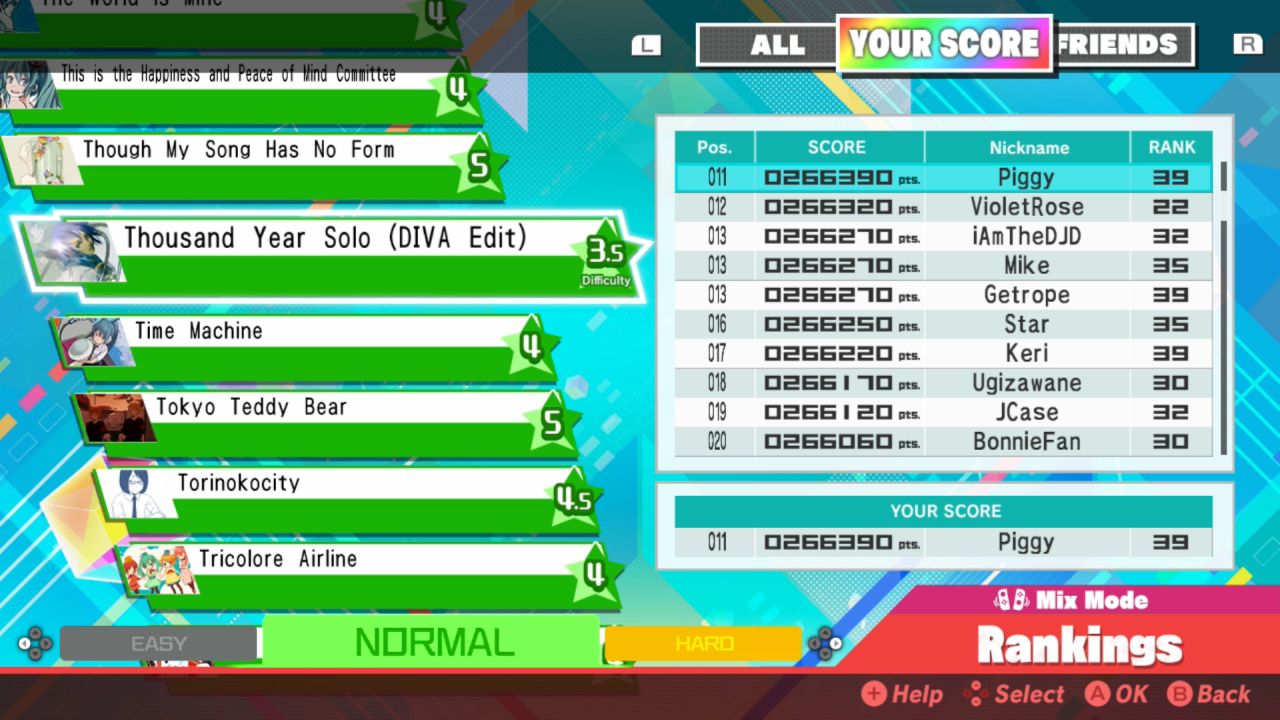 The World is Mine
4
This is the Happiness and Peace of Mind Committee
4
Though My Song Has No Form
5
Thousand Year Solo (DIVA Edit)
3.5
Difficulty
Time Machine
4
Tokyo Teddy Bear
5
Torinokocity
4.5
Tricolore Airline
4
EASY
NORMAL
HARD
L
ALL
YOUR SCORE
FRIENDS
R
Pos. SCORE Nickname RANK
011 0266390 pts. Piggy 39
012 0266320 pts. VioletRose 22
013 0266270 pts. iAmTheDJD 32
013 0266270 pts. Mike 35
013 0266270 pts. Getrope 39
016 0266250 pts. Star 35
017 0266220 pts. Keri 39
018 0266170 pts. Ugizawane 30
019 0266120 pts. JCase 32
020 0266060 pts. BonnieFan 30
YOUR SCORE
011 0266390 pts. Piggy 39
Mix Mode
Rankings
+ Help Select A OK B Back